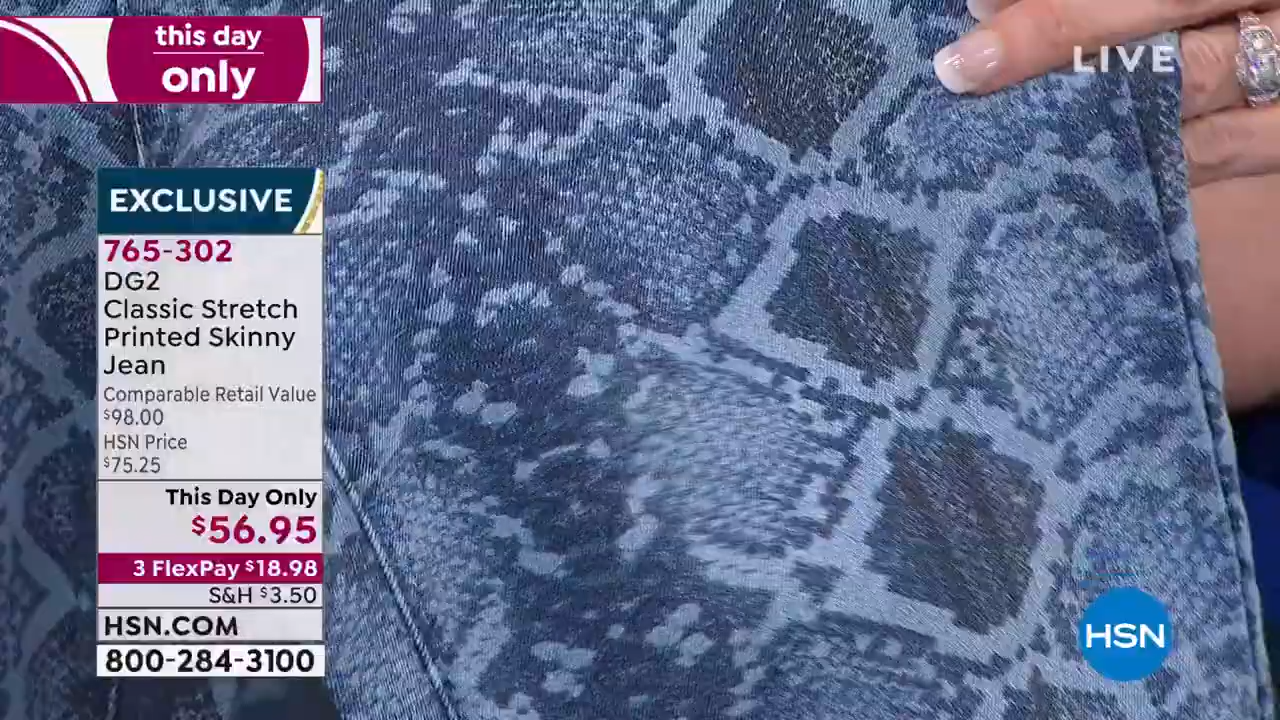 this day
only
LIVE
EXCLUSIVE
765-302
DG2
Classic Stretch
Printed Skinny
Jean
Comparable Retail Value
$98.00
HSN Price
$75.25
This Day Only
$56.95
3 FlexPay $18.98
S&H $3.50
HSN.COM
800-284-3100
HSN